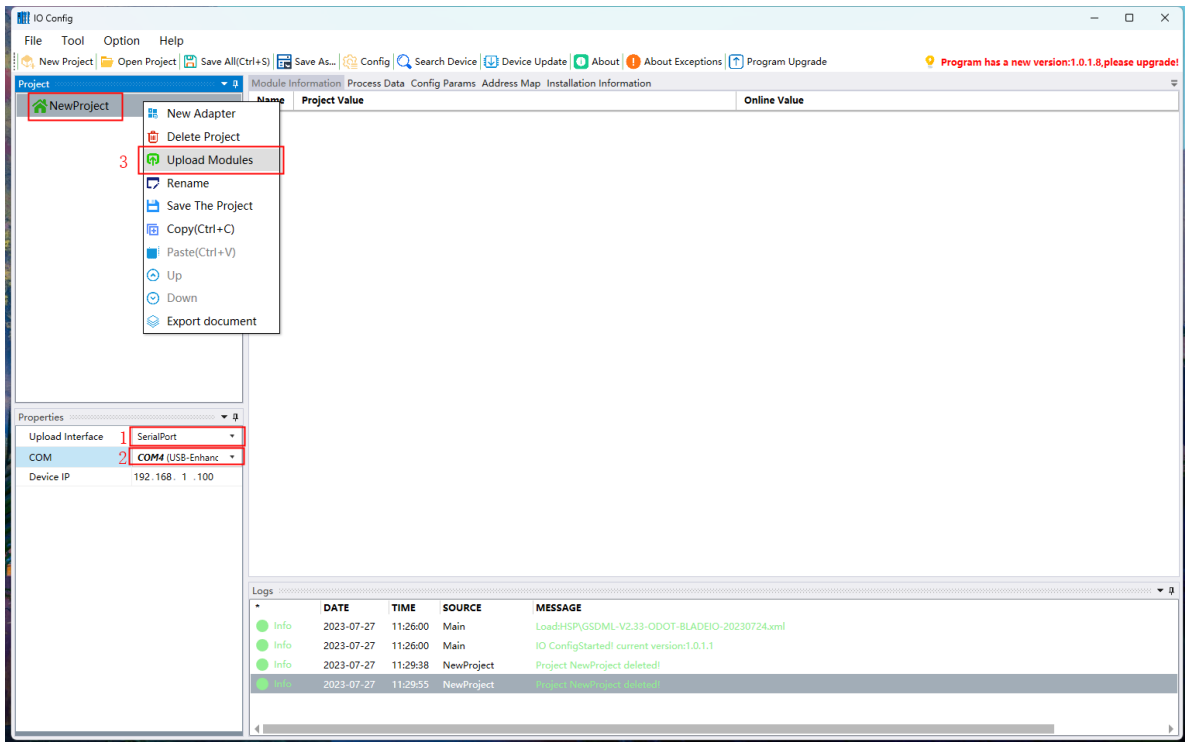 IO Config
File Tool Option Help
New Project Open Project Save All(Ctrl+S) Save As... Config Search Device Device Update About About Exceptions Program Upgrade Program has a new version:1.0.1.8,please upgrade!
Project
Module Information Process Data Config Params Address Map Installation Information
Name Project Value Online Value
NewProject
New Adapter
Delete Project
3 Upload Modules
Rename
Save The Project
Copy(Ctrl+C)
Paste(Ctrl+V)
Up
Down
Export document
Properties
Upload Interface 1 SerialPort
COM 2 COM4 (USB-Enhanc
Device IP 192.168. 1 .100
Logs
* DATE TIME SOURCE MESSAGE
Info 2023-07-27 11:26:00 Main Load:HSP\GSDML-V2.33-ODOT-BLADEIO-20230724.xml
Info 2023-07-27 11:26:00 Main IO ConfigStarted! current version:1.0.1.1
Info 2023-07-27 11:29:38 NewProject Project NewProject deleted!
Info 2023-07-27 11:29:55 NewProject Project NewProject deleted!